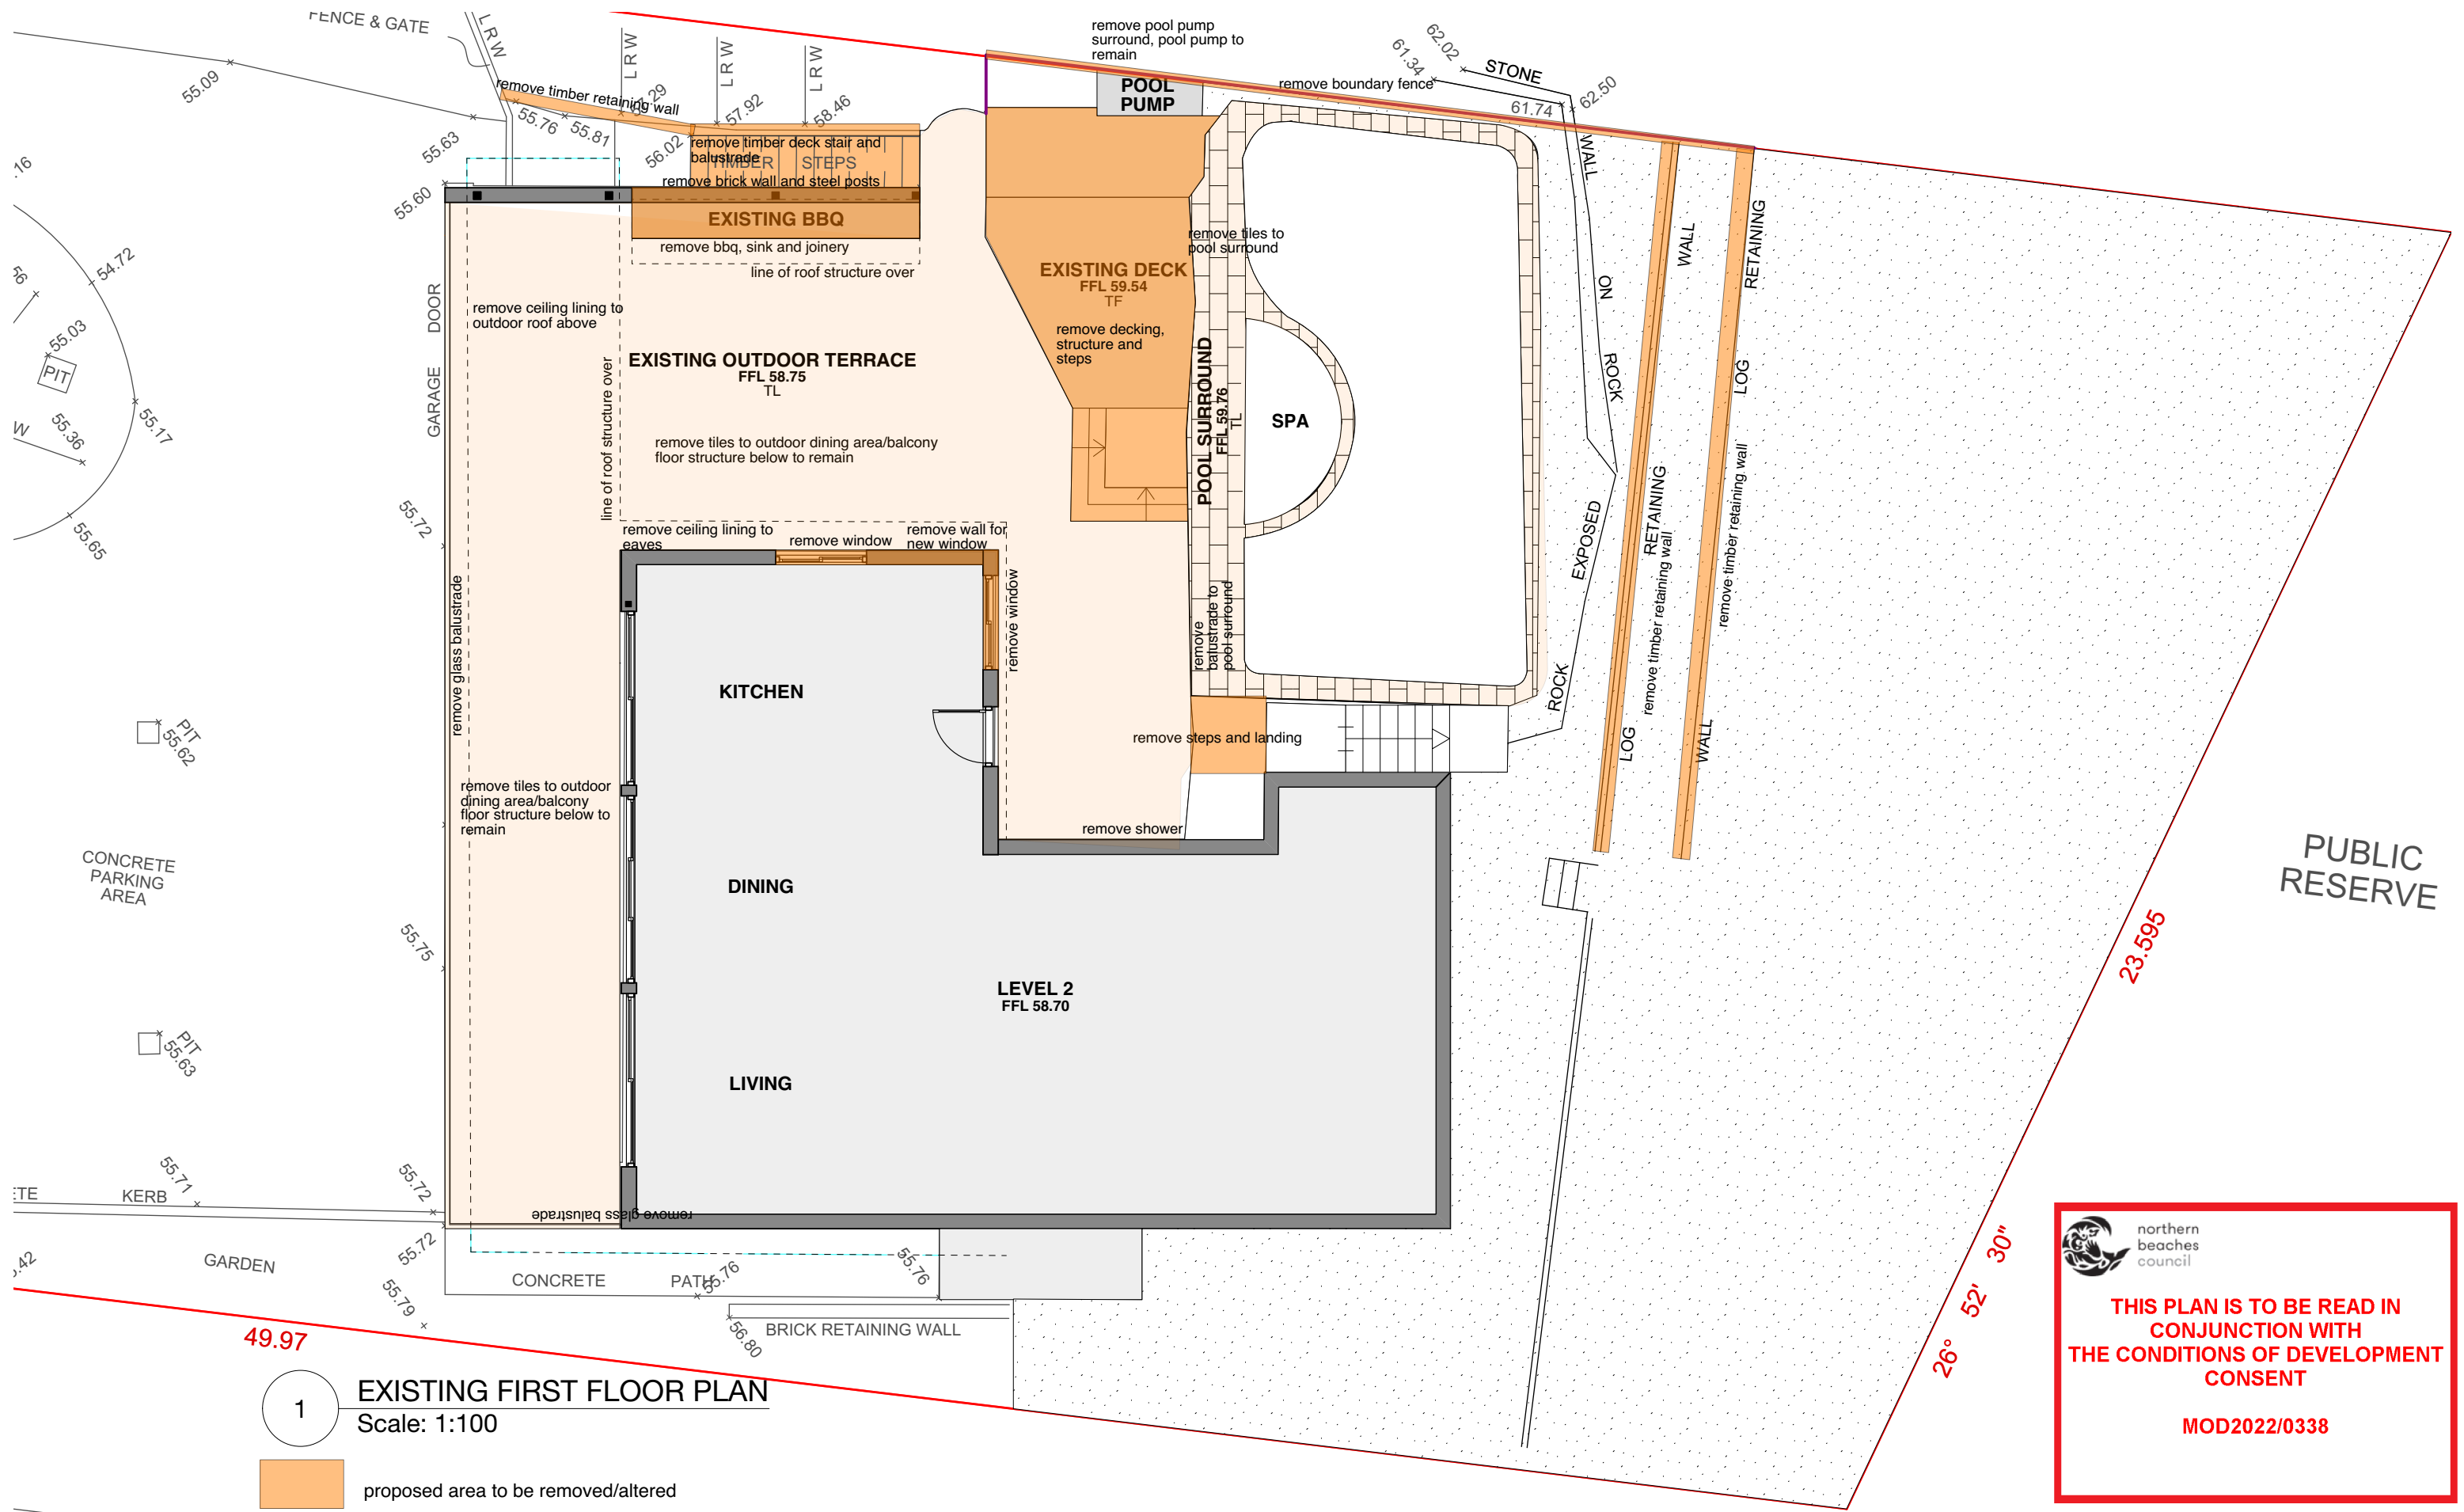 FENCE & GATE
L R W
L R W
L R W
L R W
remove pool pump
surround, pool pump to
remain
POOL
PUMP
remove boundary fence
61.34
62.02
STONE
62.50
61.74
WALL
ON
ROCK
EXPOSED
ROCK
55.09
remove timber retaining wall
55.76
55.81
57.92
58.46
55.63
56.02
remove timber deck stair and
balustrade
TIMBER STEPS
remove brick wall and steel posts
55.60
EXISTING BBQ
remove bbq, sink and joinery
line of roof structure over
.16
56
54.72
55.03
PIT
55.36
W
55.17
55.65
GARAGE DOOR
remove ceiling lining to
outdoor roof above
line of roof structure over
EXISTING OUTDOOR TERRACE
FFL 58.75
TL
remove tiles to outdoor dining area/balcony
floor structure below to remain
EXISTING DECK
FFL 59.54
TF
remove decking,
structure and
steps
remove tiles to
pool surround
POOL SURROUND
FFL 59.76
TL
SPA
WALL
RETAINING
LOG
remove timber retaining wall
RETAINING
LOG
WALL
remove timber retaining wall
55.72
remove ceiling lining to
eaves
remove window
remove wall for
new window
remove window
remove
balustrade to
pool surround
remove glass balustrade
KITCHEN
remove steps and landing
remove shower
PIT
55.62
remove tiles to outdoor
dining area/balcony
floor structure below to
remain
CONCRETE
PARKING
AREA
DINING
PUBLIC
RESERVE
23.595
55.75
LEVEL 2
FFL 58.70
PIT
55.63
LIVING
55.71
55.72
KERB
remove glass balustrade
55.72
GARDEN
CONCRETE PATH
55.76
55.76
55.79
56.80
BRICK RETAINING WALL
49.97
26° 52' 30"
1
EXISTING FIRST FLOOR PLAN
Scale: 1:100
proposed area to be removed/altered
northern
beaches
council
THIS PLAN IS TO BE READ IN
CONJUNCTION WITH
THE CONDITIONS OF DEVELOPMENT
CONSENT
MOD2022/0338